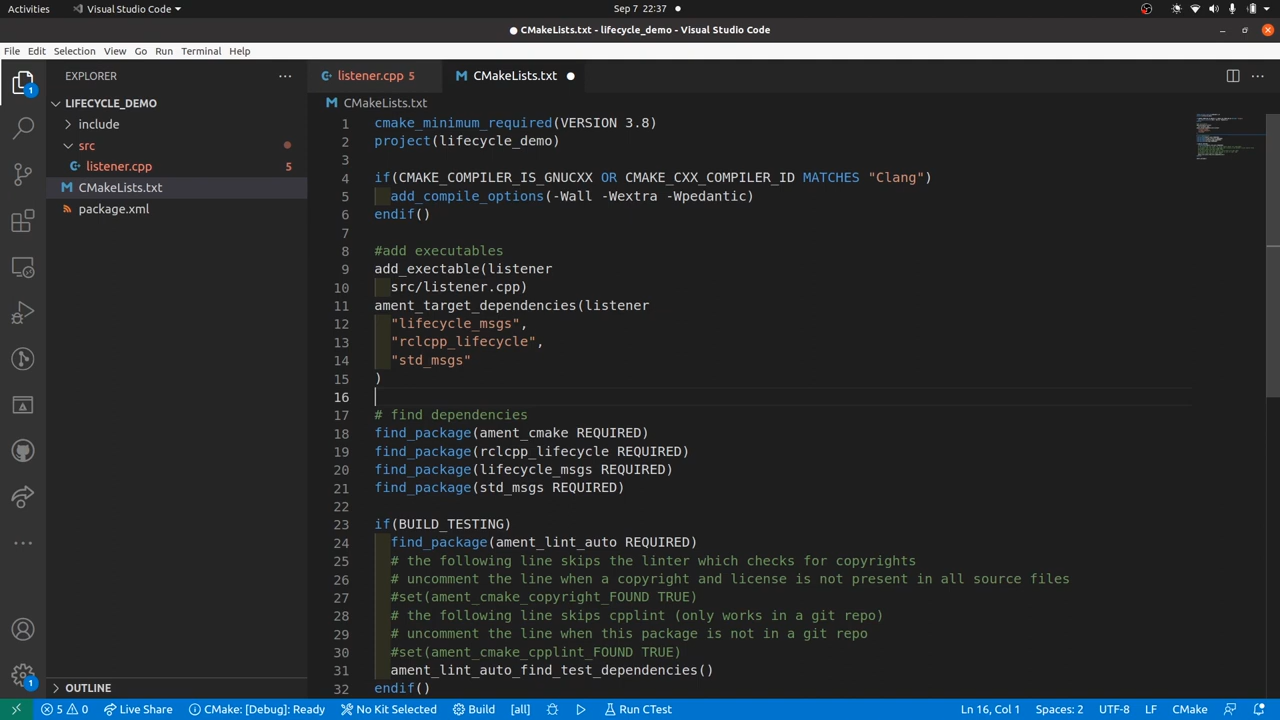 Activities
Visual Studio Code
Sep 7 22:37
CMakeLists.txt - lifecycle_demo - Visual Studio Code
File Edit Selection View Go Run Terminal Help
EXPLORER
listener.cpp 5
CMakeLists.txt
LIFECYCLE_DEMO
include
src
listener.cpp 5
CMakeLists.txt
package.xml
OUTLINE
1
1
CMakeLists.txt
1 cmake_minimum_required(VERSION 3.8)
2 project(lifecycle_demo)
3
4 if(CMAKE_COMPILER_IS_GNUCXX OR CMAKE_CXX_COMPILER_ID MATCHES "Clang")
5 add_compile_options(-Wall -Wextra -Wpedantic)
6 endif()
7
8 #add executables
9 add_exectable(listener
10 src/listener.cpp)
11 ament_target_dependencies(listener
12 "lifecycle_msgs",
13 "rclcpp_lifecycle",
14 "std_msgs"
15 )
16
17 # find dependencies
18 find_package(ament_cmake REQUIRED)
19 find_package(rclcpp_lifecycle REQUIRED)
20 find_package(lifecycle_msgs REQUIRED)
21 find_package(std_msgs REQUIRED)
22
23 if(BUILD_TESTING)
24 find_package(ament_lint_auto REQUIRED)
25 # the following line skips the linter which checks for copyrights
26 # uncomment the line when a copyright and license is not present in all source files
27 #set(ament_cmake_copyright_FOUND TRUE)
28 # the following line skips cpplint (only works in a git repo)
29 # uncomment the line when this package is not in a git repo
30 #set(ament_cmake_cpplint_FOUND TRUE)
31 ament_lint_auto_find_test_dependencies()
32 endif()
5 0 Live Share CMake: [Debug]: Ready No Kit Selected Build [all] Run CTest Ln 16, Col 1 Spaces: 2 UTF-8 LF CMake